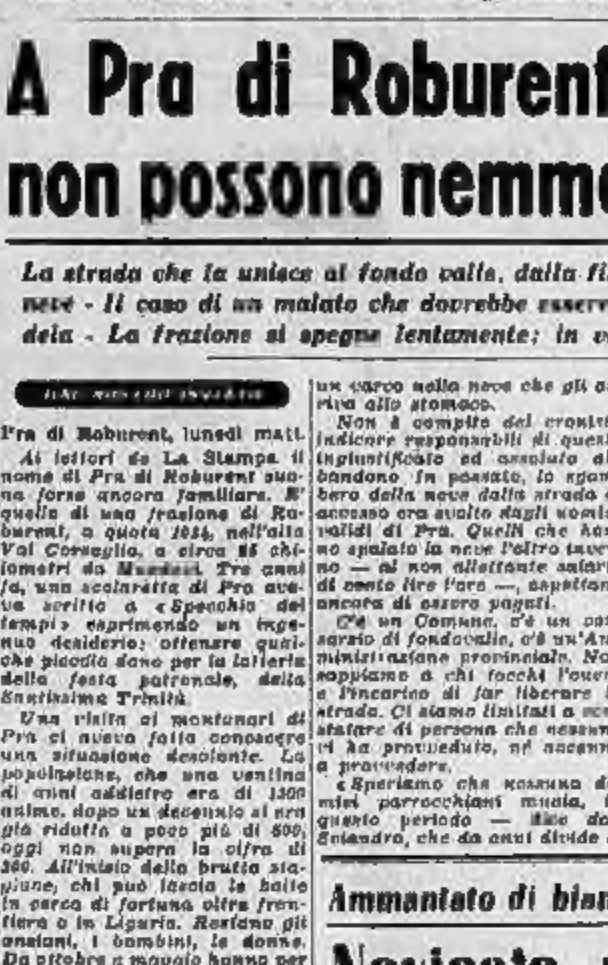 A Pra di Roburent
non possono nemme
La strada che la unisce al fondo valle, dalla fi
neve - Il caso di un malato che dovrebbe essere
dela - La frazione si spegne lentamente; in v
Pra di Roburent, lunedì matt.
Ai lettori de La Stampa il
nome di Pra di Roburent suo-
na forse ancora familiare. E'
quello di una frazione di Ro-
burent, a quota 1034, nell'alta
Val Corsaglia, a circa chi-
lometri da Tre anni
fa, una scolaretta di Pra ave-
va scritto a « Specchio dei
tempi » esprimendo un inge-
nuo desiderio: ottenere qual-
che piccolo dono per la lotteria
della festa patronale, della
Santissima Trinità.
Una visita ai montanari di
Pra ci aveva fatto conoscere
una situazione desolante. La
popolazione, che una ventina
di anni addietro era di 1300
anime, dopo un decennio si era
già ridotta a poco più di 600,
oggi non supera la cifra di
300. All'inizio della brutta sta-
gione, chi può lascia le baite
in cerca di fortuna oltre fron-
tiera o in Liguria. Restano gli
anziani, i bambini, le donne.
Da ottobre a maggio hanno per
un varco nella neve che gli ar
riva allo stomaco.
Non è compito del cronist
indicare responsabili di quest
ingiustificato ed assoluto ab
bandono. In passato, lo sgom
bero della neve dalla strada
accesso era svolto dagli uomi
validi di Pra. Quelli che han
no spalato la neve l'altro inver
no — al non allettante salari
di cento lire l'ora —, aspettan
ancora di essere pagati.
C'è un Comune, c'è un con
sorzio di fondovalle, c'è un'Am
ministrazione provinciale. No
sappiamo a chi tocchi l'oner
e l'incarico di far liberare
strada. Ci siamo limitati a con
statare di persona che nessun
vi ha provveduto, né accenn
a provvedere.
« Speriamo che nessuno de
miei parrocchiani muoia, i
questo periodo — dice do
che da anni divide
Ammantato di bian